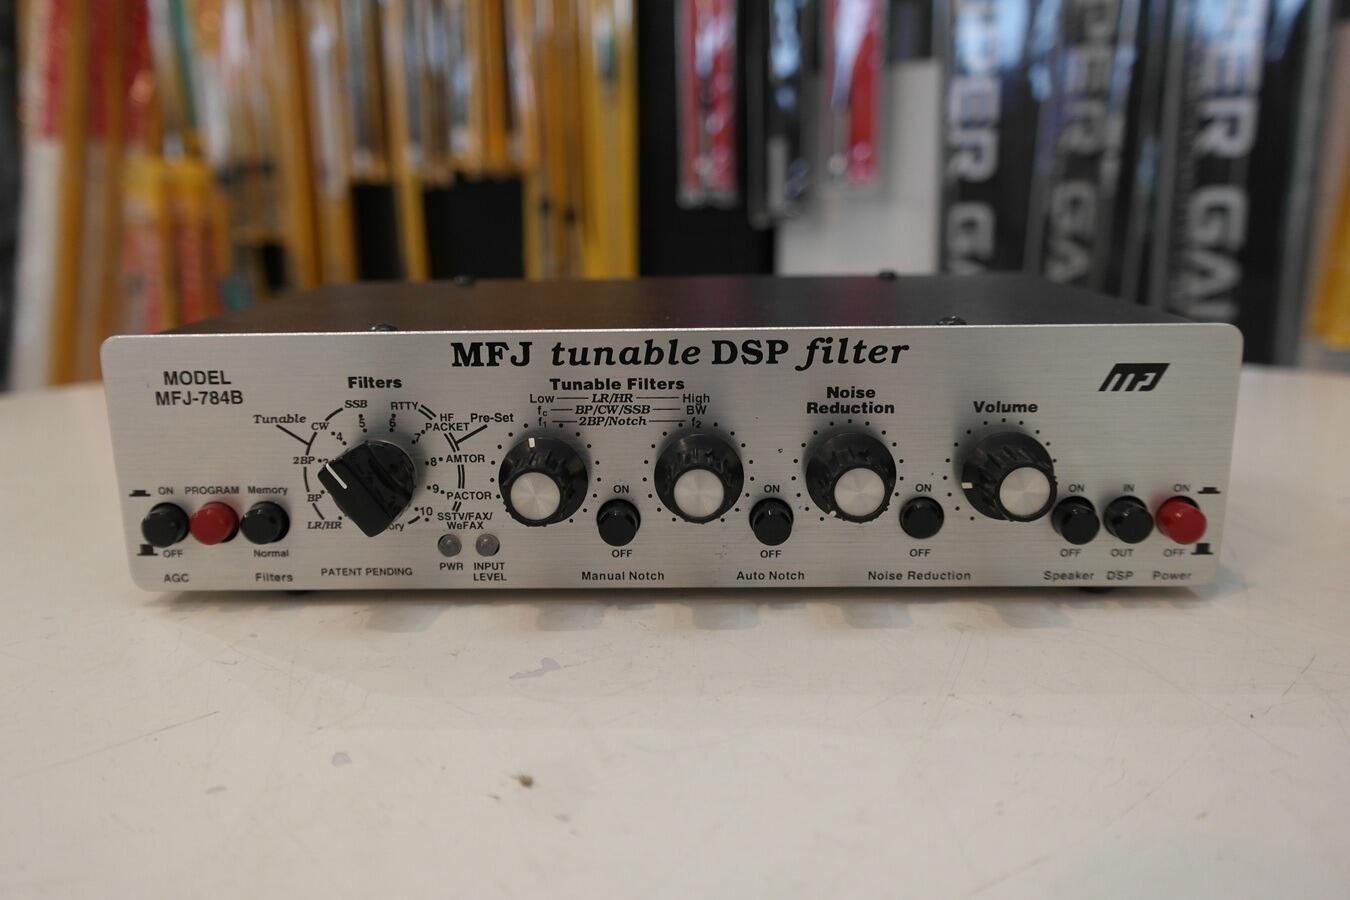 MFJ tunable DSP filter
MODEL
MFJ-784B
MFJ
Filters
Tunable
SSB
5
CW
4
2BP
BP
LR/HR
RTTY
6
HF
PACKET
7
Pre-Set
8
AMTOR
9
PACTOR
10
SSTV/FAX/
WeFAX
Tunable Filters
Low LR/HR High
fc BP/CW/SSB BW
f1 2BP/Notch f2
Noise
Reduction
Volume
ON PROGRAM Memory
OFF Normal
AGC Filters
PATENT PENDING
PWR INPUT
LEVEL
ON
OFF
Manual Notch
ON
OFF
Auto Notch
ON
OFF
Noise Reduction
ON IN ON
OFF OUT OFF
Speaker DSP Power